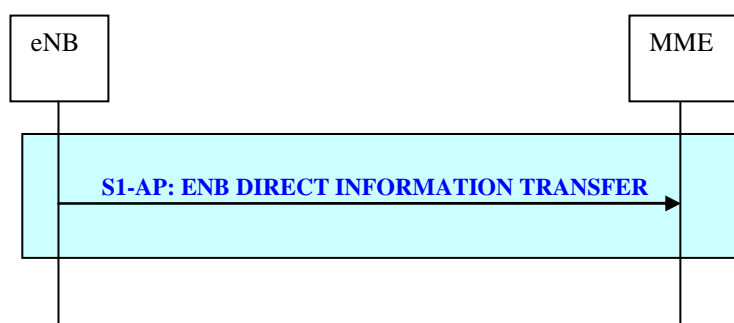 eNB
MME
S1-AP: ENB DIRECT INFORMATION TRANSFER